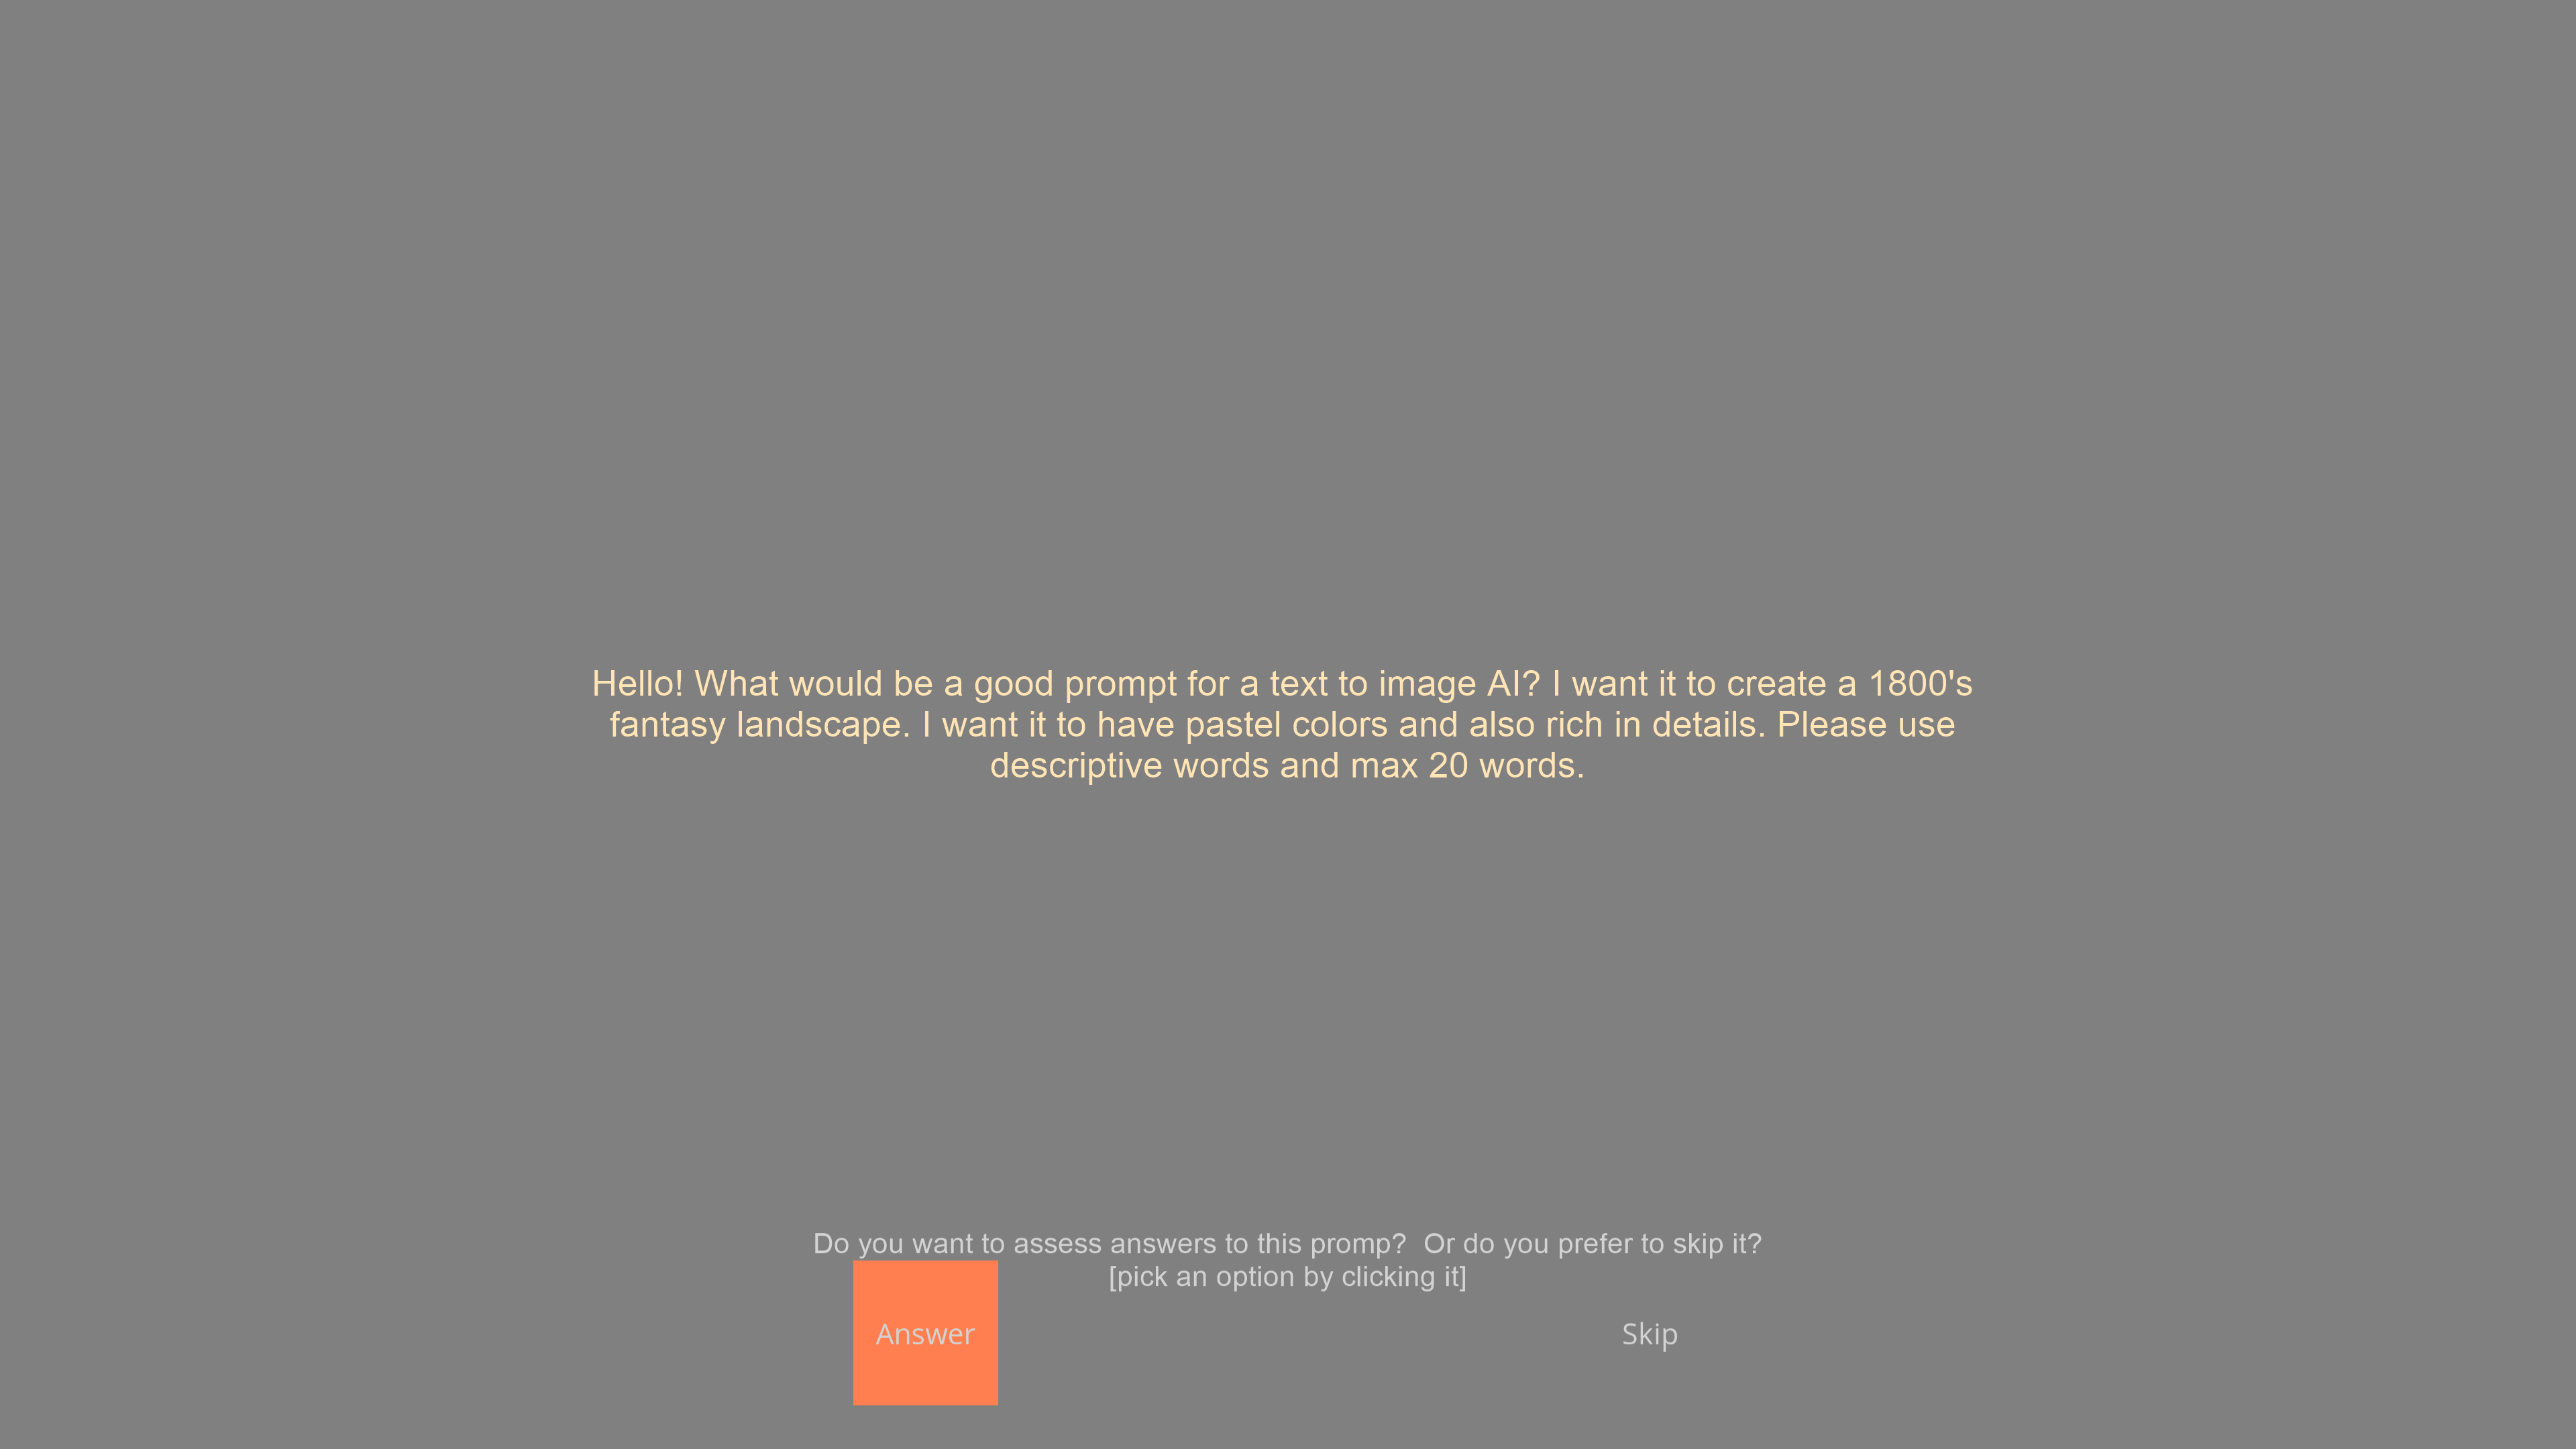 Hello! What would be a good prompt for a text to image AI? I want it to create a 1800's
fantasy landscape. I want it to have pastel colors and also rich in details. Please use
descriptive words and max 20 words.
Do you want to assess answers to this promp?  Or do you prefer to skip it?
[pick an option by clicking it]
Answer
Skip